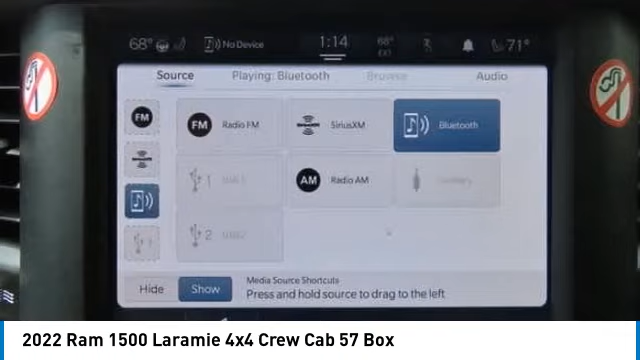 68°
No Device
1:14
68°
71°
Source
Playing: Bluetooth
Browse
Audio
FM
FM
Radio FM
SiriusXM
Bluetooth
1
AM
Radio AM
2
Hide
Show
Media Source Shortcuts
Press and hold source to drag to the left
2022 Ram 1500 Laramie 4x4 Crew Cab 57 Box